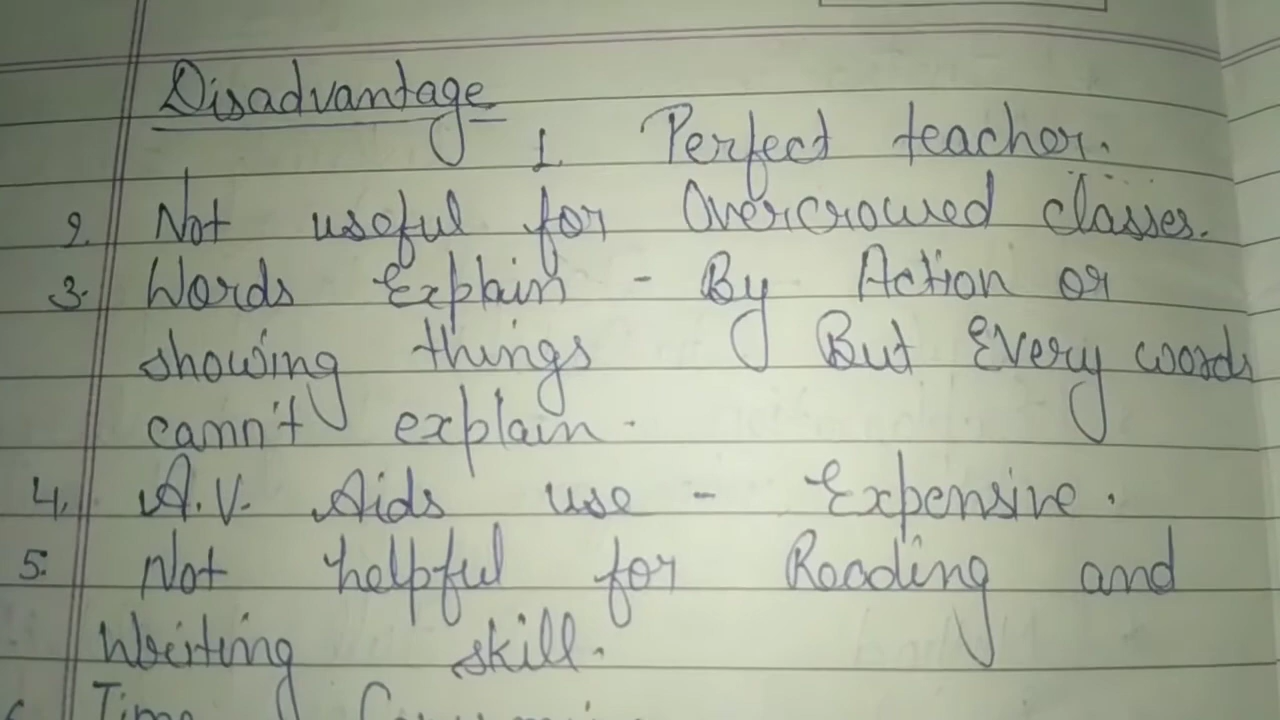 Disadvantage
1. Perfect teacher.
2. Not useful for Overcrowed classes.
3. Words Explain - By Action or
showing things But Every words
cann't explain.
4. A.V. Aids use - Expensive.
5. Not helpful for Reading and
Writing skill.
Time